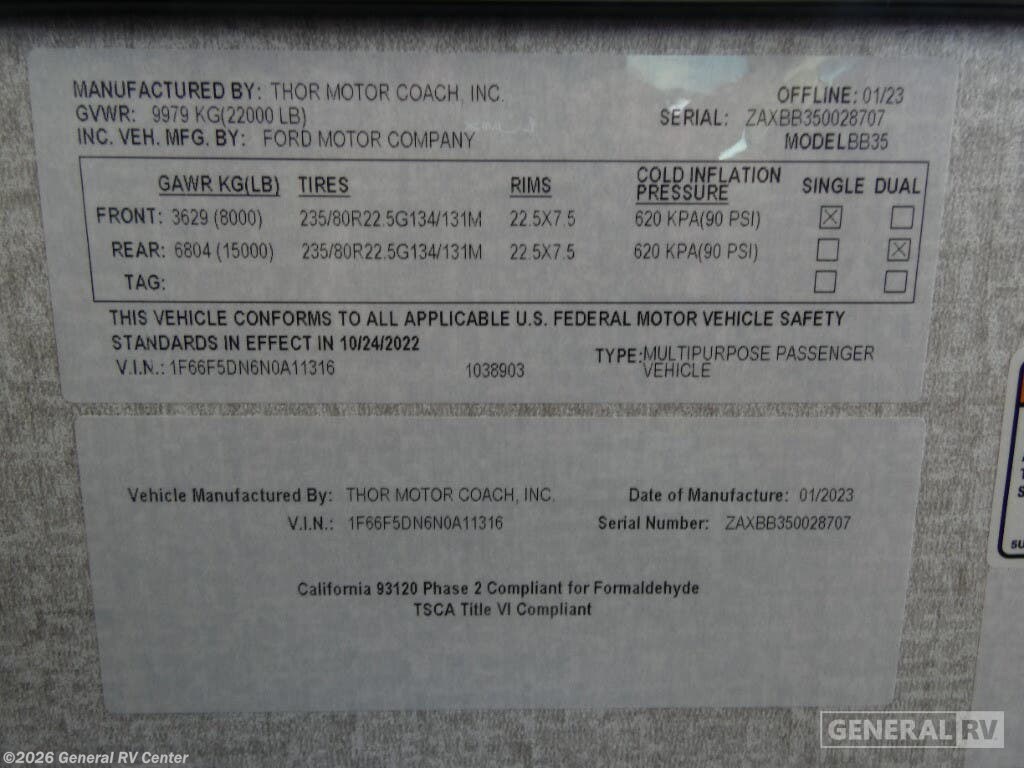 MANUFACTURED BY: THOR MOTOR COACH, INC.
OFFLINE: 01/23
GVWR: 9979 KG(22000 LB)
SERIAL: ZAXBB350028707
INC. VEH. MFG. BY: FORD MOTOR COMPANY
MODEL BB35
GAWR KG(LB) TIRES RIMS COLD INFLATION PRESSURE SINGLE DUAL
FRONT: 3629 (8000) 235/80R22.5G134/131M 22.5X7.5 620 KPA(90 PSI) ☒ ☐
REAR: 6804 (15000) 235/80R22.5G134/131M 22.5X7.5 620 KPA(90 PSI) ☐ ☒
TAG: ☐ ☐
THIS VEHICLE CONFORMS TO ALL APPLICABLE U.S. FEDERAL MOTOR VEHICLE SAFETY
STANDARDS IN EFFECT IN 10/24/2022
V.I.N.: 1F66F5DN6N0A11316 1038903 TYPE: MULTIPURPOSE PASSENGER
VEHICLE
Vehicle Manufactured By: THOR MOTOR COACH, INC. Date of Manufacture: 01/2023
V.I.N.: 1F66F5DN6N0A11316 Serial Number: ZAXBB350028707
California 93120 Phase 2 Compliant for Formaldehyde
TSCA Title VI Compliant
GENERAL RV
©2026 General RV Center